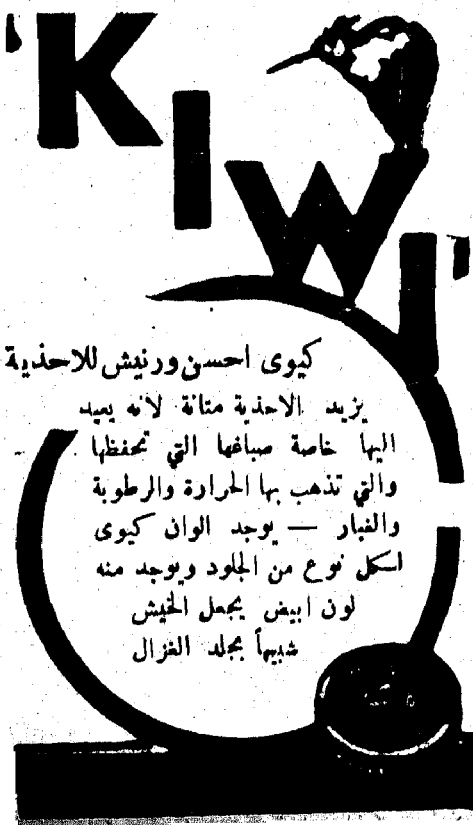 'KIWI'
كيوى احسن ورنيش للاحذية
يزيد الاحذية متانة لانه يعيد
اليها خاصة صباغها التي تحفظها
والتي تذهب بها الحرارة والرطوبة
والغبار — يوجد الوان كيوى
لكل نوع من الجلود ويوجد منه
لون ابيض يجعل الخيش
شبيهاً بجلد الغزال